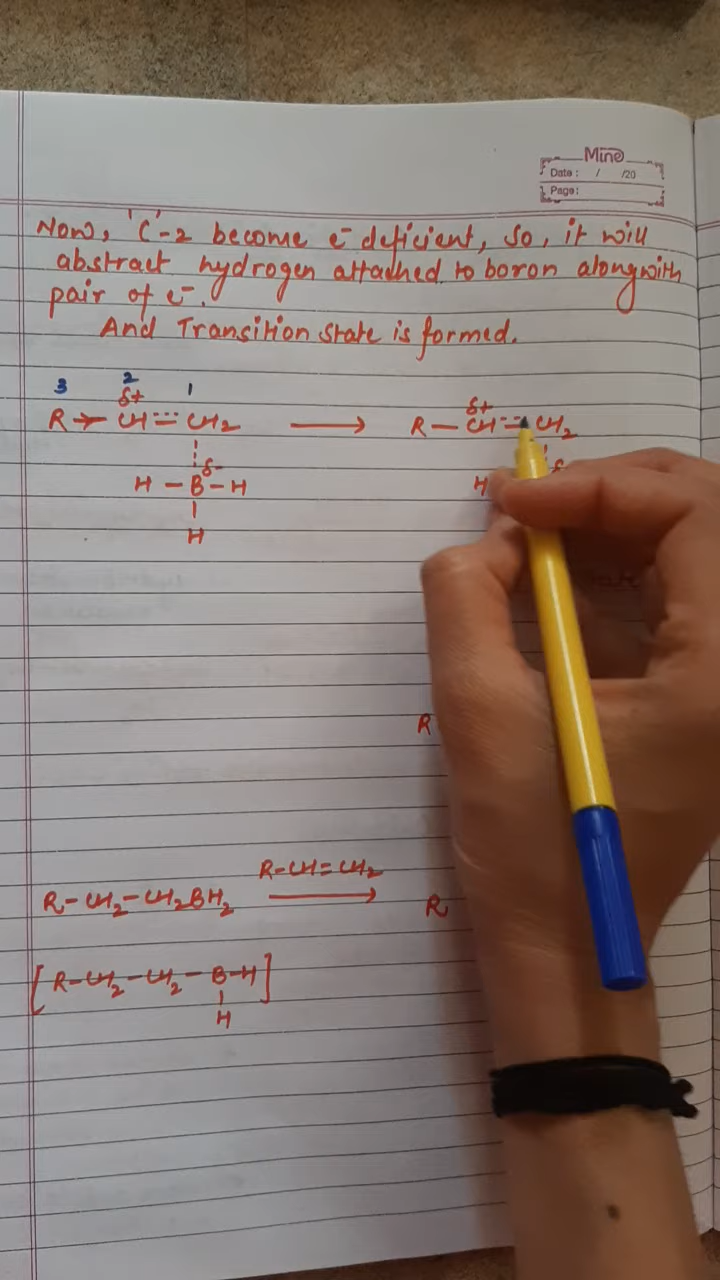 Mine
Date : / /20
Page:
Now, 'C'-2 become e⁻ deficient, so, it will
abstract hydrogen attached to boron alongwith
pair of e⁻.
And Transition state is formed.
3 2 1
δ+ δ+
R → CH ⩧ CH₂ ⟶ R — CH ⩧ CH₂
δ- δ
H — B — H H
H
R
R-CH=CH₂
R-CH₂-CH₂BH₂ ⟶ R
[R-CH₂-CH₂-B-H]
H